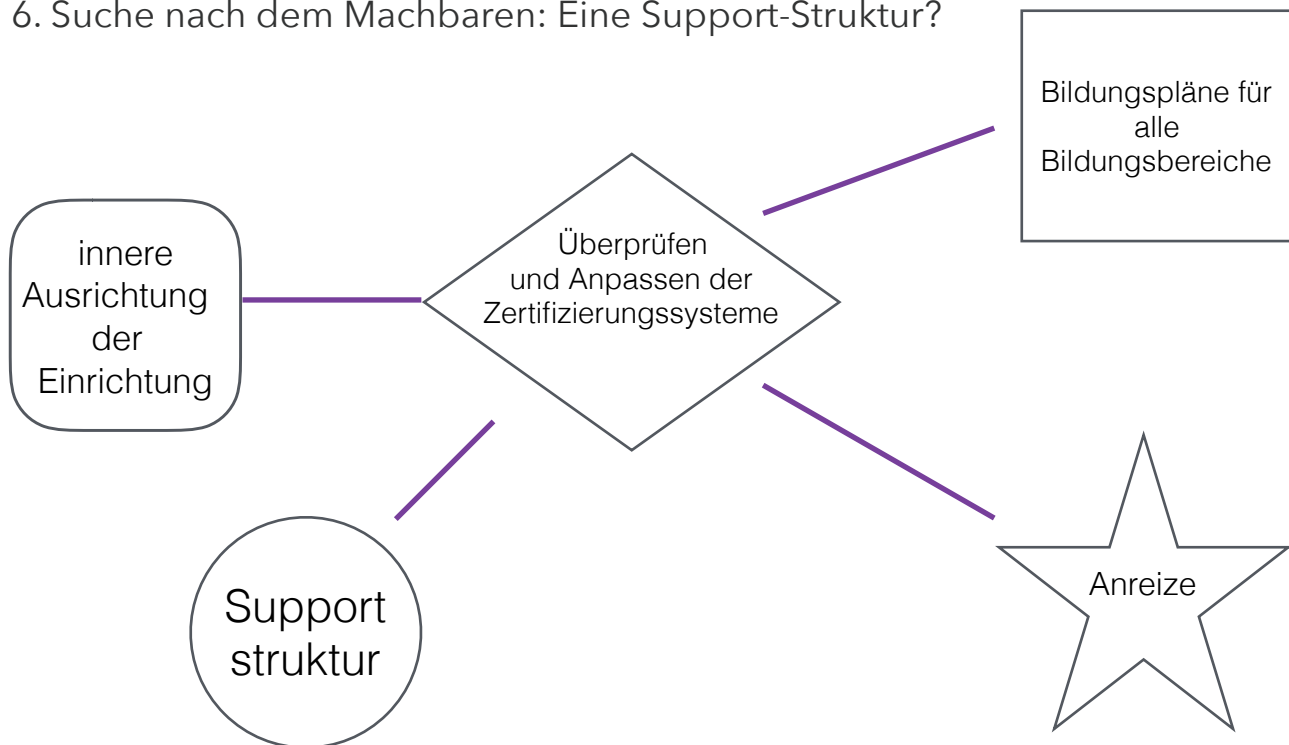 6. Suche nach dem Machbaren: Eine Support-Struktur?
Bildungspläne für
alle
Bildungsbereiche
innere
Ausrichtung
der
Einrichtung
Überprüfen
und Anpassen der
Zertifizierungssysteme
Support
struktur
Anreize